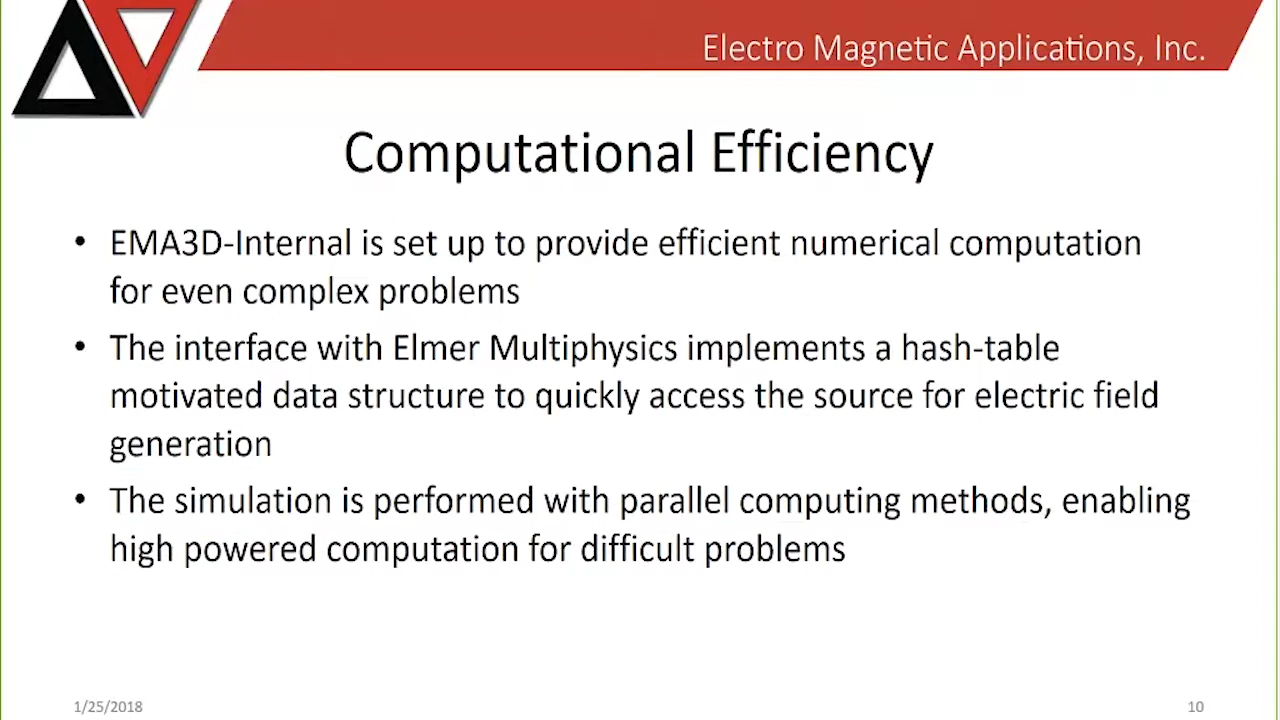 Electro Magnetic Applications, Inc.
Computational Efficiency
• EMA3D-Internal is set up to provide efficient numerical computation
for even complex problems
• The interface with Elmer Multiphysics implements a hash-table
motivated data structure to quickly access the source for electric field
generation
• The simulation is performed with parallel computing methods, enabling
high powered computation for difficult problems
1/25/2018
10